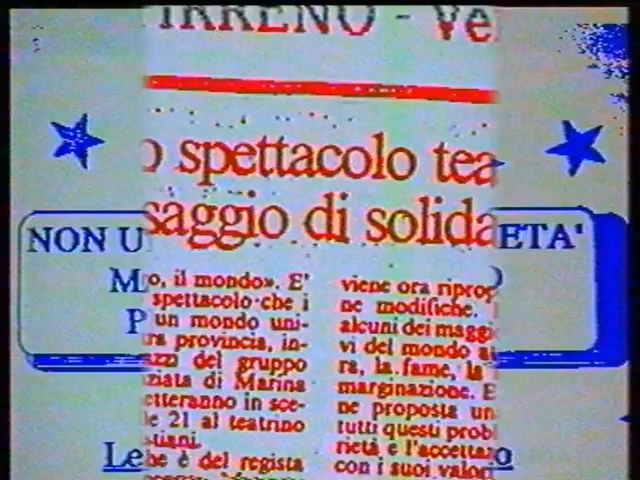 IRRENO - Ve
o spettacolo tea
saggio di solida
NON U
ETA'
M
P
o, il mondo». E'
spettacolo che i
un mondo uni-
ra provincia, in-
azzi del gruppo
ziata di Marina
etteranno in sce-
le 21 al teatrino
stiani.
he è del regista
viene ora riprop
ne modifiche.
alcuni dei maggi
vi del mondo a
ra, la fame, la
marginazione. E
ne proposta un
tutti questi prob
rietà e l'accetta
con i suoi valori
Le
o